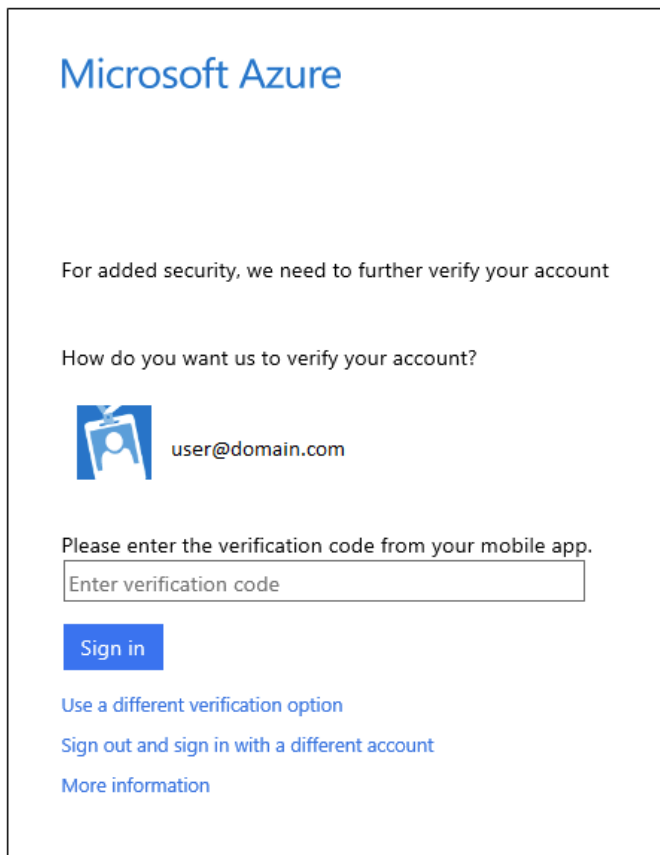 Microsoft Azure
For added security, we need to further verify your account
How do you want us to verify your account?
user@domain.com
Please enter the verification code from your mobile app.
Enter verification code
Sign in
Use a different verification option
Sign out and sign in with a different account
More information